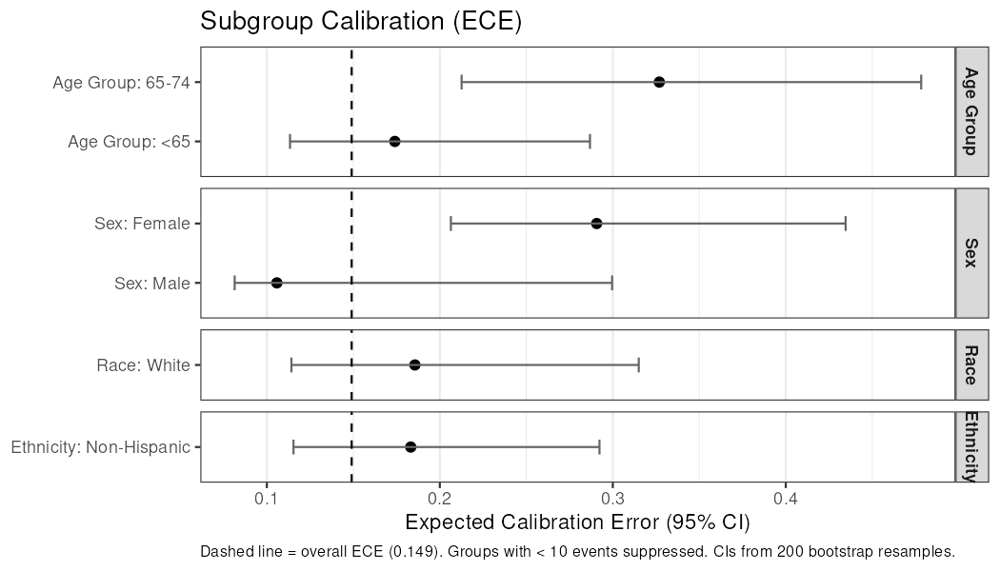 Subgroup Calibration (ECE)
Age Group: 65-74
Age Group: <65
Age Group
Sex: Female
Sex: Male
Sex
Race: White
Race
Ethnicity: Non-Hispanic
Ethnicity
0.1 0.2 0.3 0.4
Expected Calibration Error (95% CI)
Dashed line = overall ECE (0.149). Groups with < 10 events suppressed. CIs from 200 bootstrap resamples.